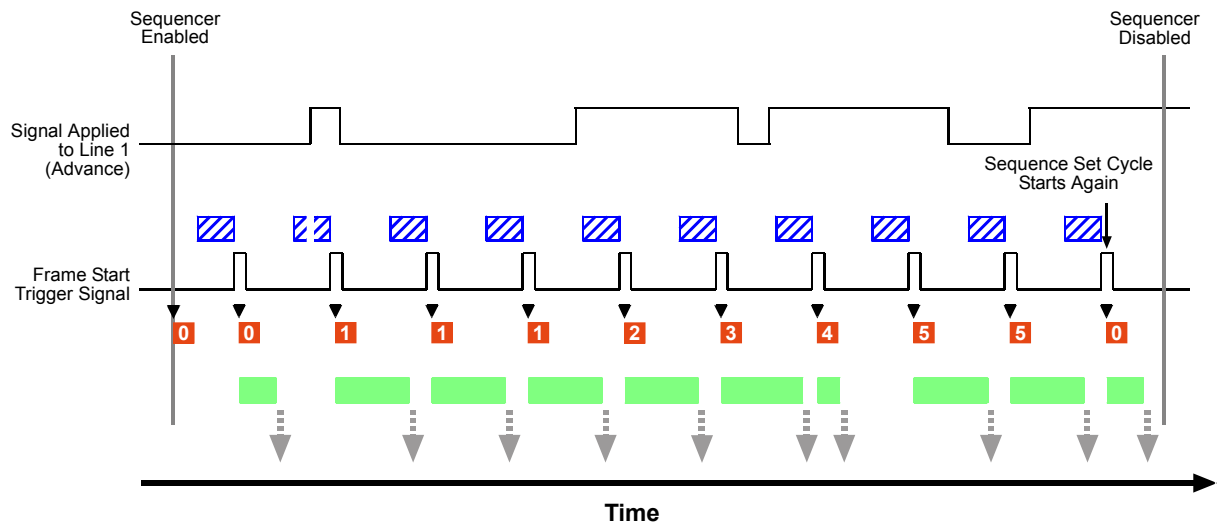 Sequencer
Enabled
Sequencer
Disabled
Signal Applied
to Line 1
(Advance)
Sequence Set Cycle
Starts Again
Frame Start
Trigger Signal
0 0 1 1 1 2 3 4 5 5 0
Time